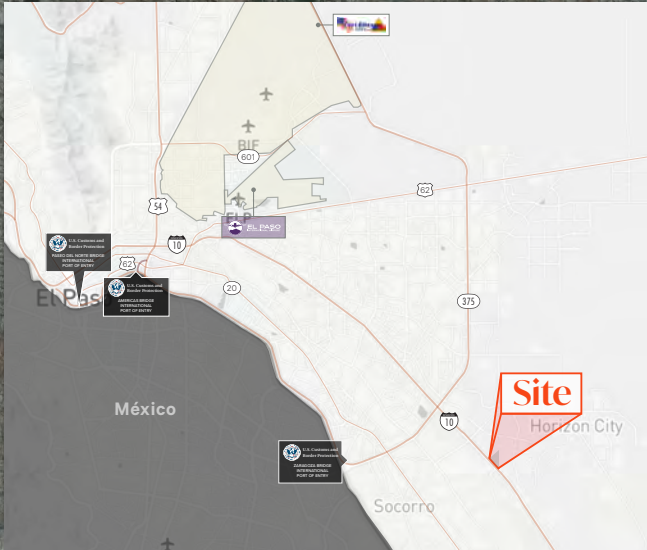 BIF
601
62
54
ELP
EL PASO
10
U.S. Customs and
Border Protection
PASO DEL NORTE BRIDGE
INTERNATIONAL
PORT OF ENTRY
62
U.S. Customs and
Border Protection
AMERICAS BRIDGE
INTERNATIONAL
PORT OF ENTRY
El Paso
20
375
Site
México
10
Horizon City
U.S. Customs and
Border Protection
ZARAGOZA BRIDGE
INTERNATIONAL
PORT OF ENTRY
Socorro